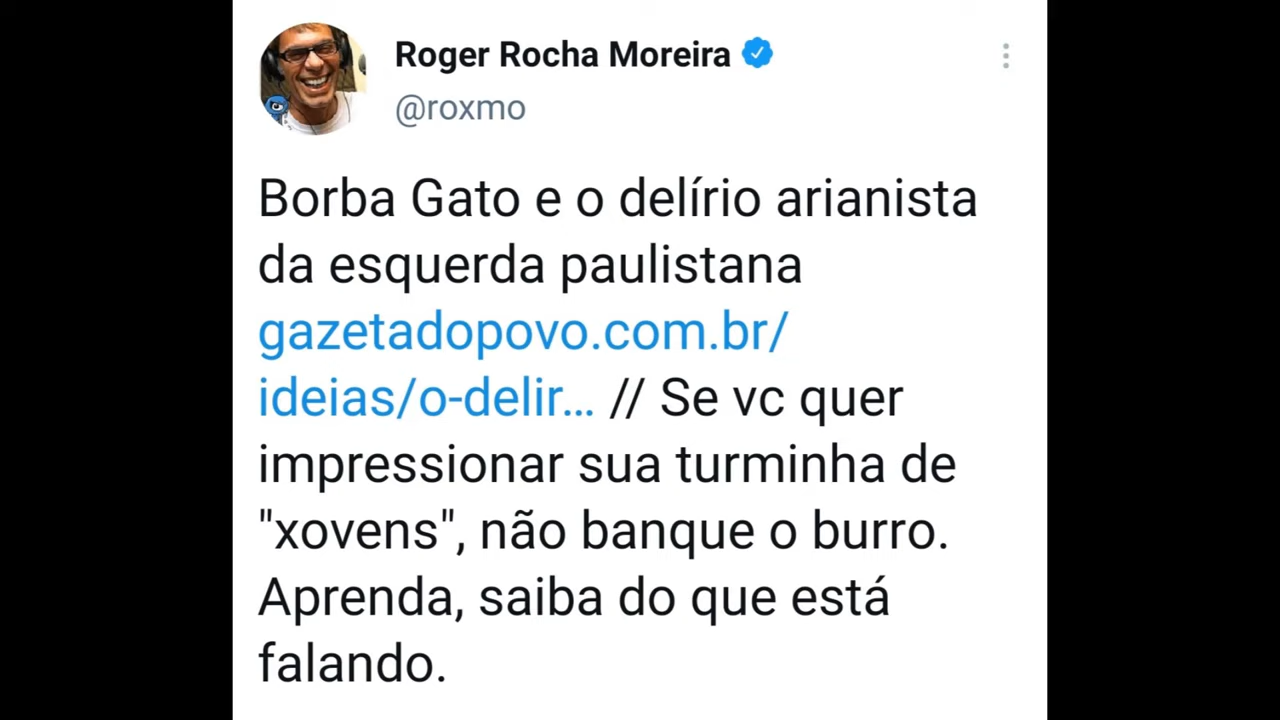 Roger Rocha Moreira
@roxmo
Borba Gato e o delírio arianista
da esquerda paulistana
gazetadopovo.com.br/
ideias/o-delir... // Se vc quer
impressionar sua turminha de
"xovens", não banque o burro.
Aprenda, saiba do que está
falando.